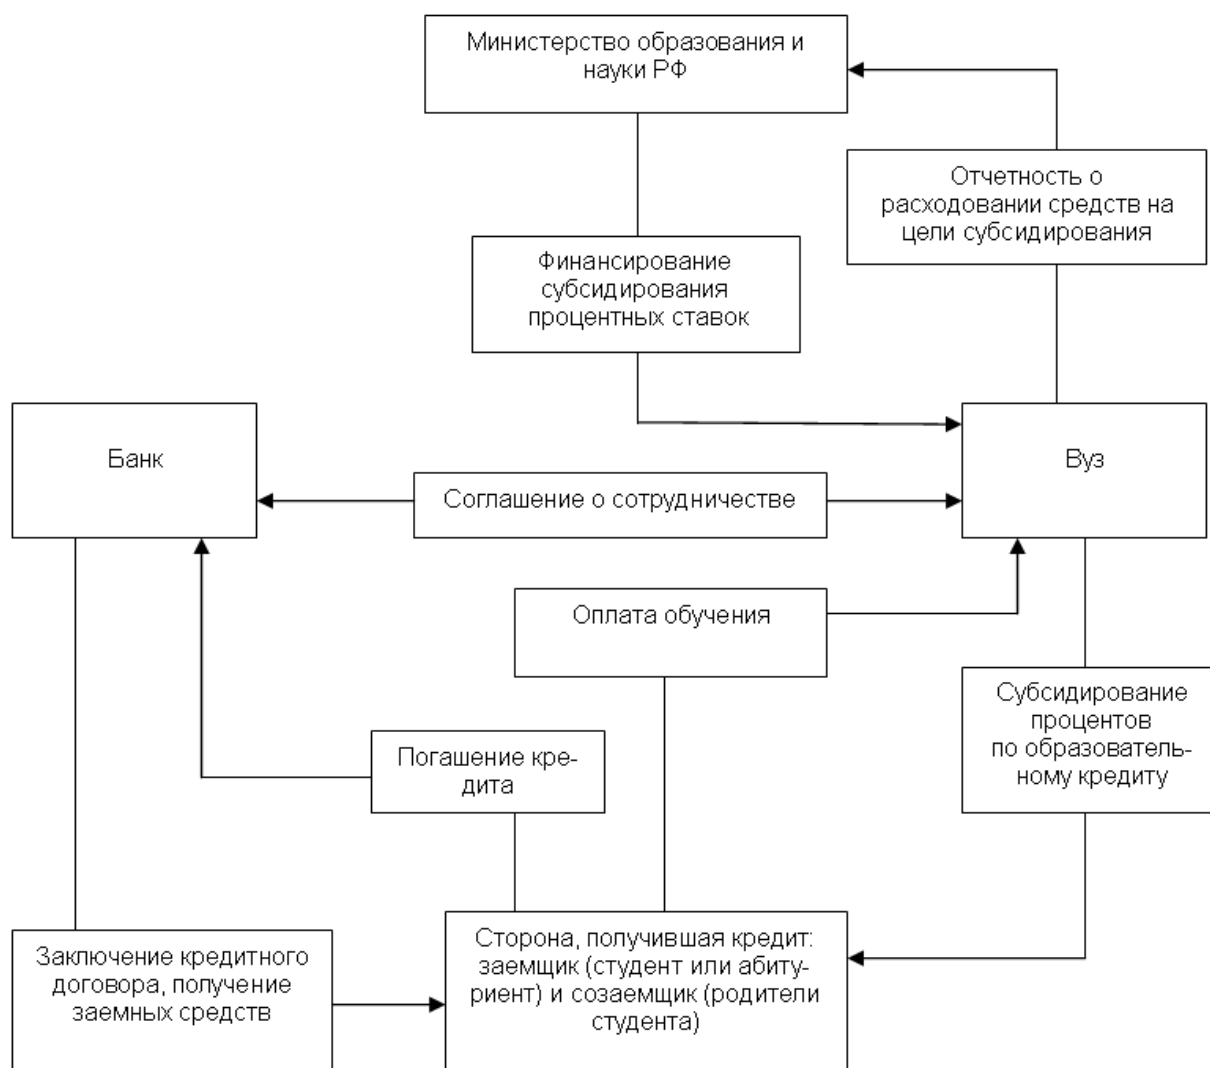 Министерство образования и
науки РФ
Отчетность о
расходовании средств на
цели субсидирования
Финансирование
субсидирования
процентных ставок
Банк
Вуз
Соглашение о сотрудничестве
Оплата обучения
Субсидирование
процентов
по образователь-
ному кредиту
Погашение кре-
дита
Заключение кредитного
договора, получение
заемных средств
Сторона, получившая кредит:
заемщик (студент или абиту-
риент) и созаемщик (родители
студента)